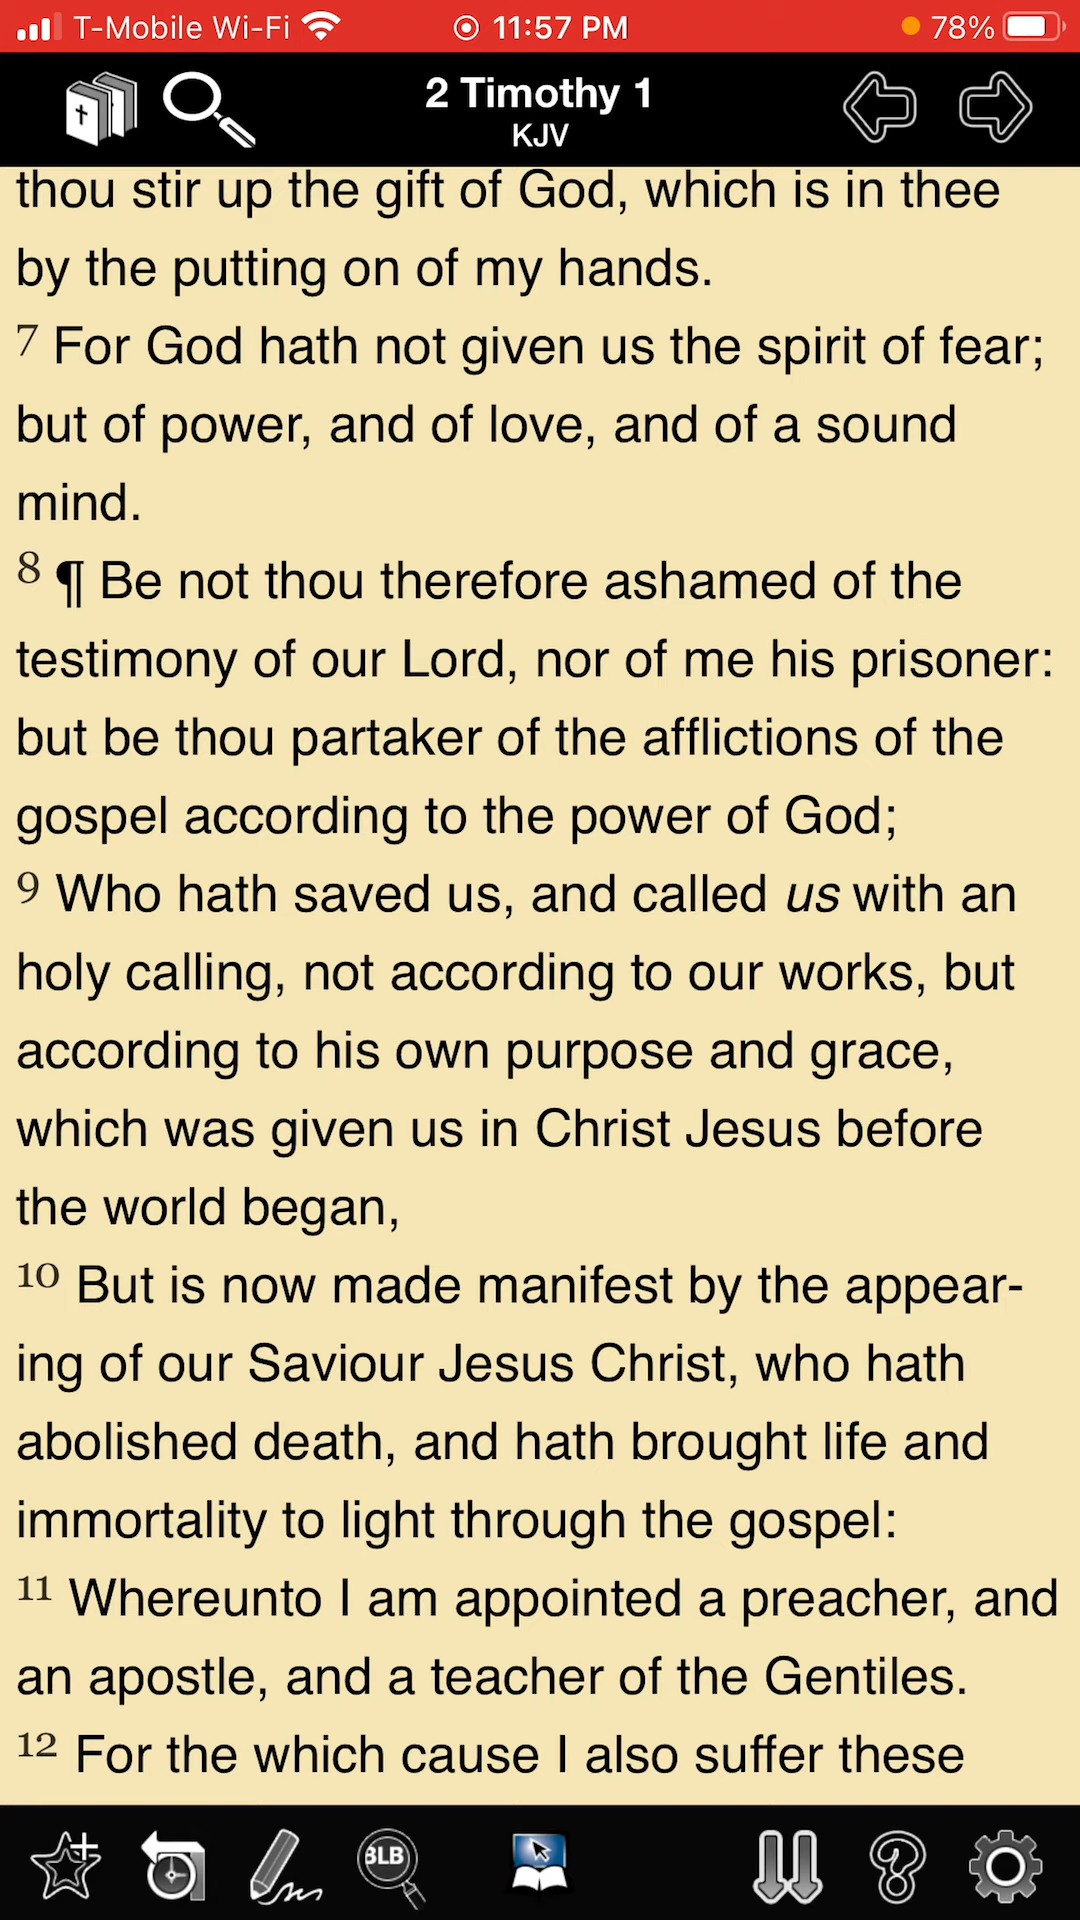 T-Mobile Wi-Fi 11:57 PM 78%
2 Timothy 1
KJV
thou stir up the gift of God, which is in thee
by the putting on of my hands.
7 For God hath not given us the spirit of fear;
but of power, and of love, and of a sound
mind.
8 ¶ Be not thou therefore ashamed of the
testimony of our Lord, nor of me his prisoner:
but be thou partaker of the afflictions of the
gospel according to the power of God;
9 Who hath saved us, and called us with an
holy calling, not according to our works, but
according to his own purpose and grace,
which was given us in Christ Jesus before
the world began,
10 But is now made manifest by the appear-
ing of our Saviour Jesus Christ, who hath
abolished death, and hath brought life and
immortality to light through the gospel:
11 Whereunto I am appointed a preacher, and
an apostle, and a teacher of the Gentiles.
12 For the which cause I also suffer these
BLB